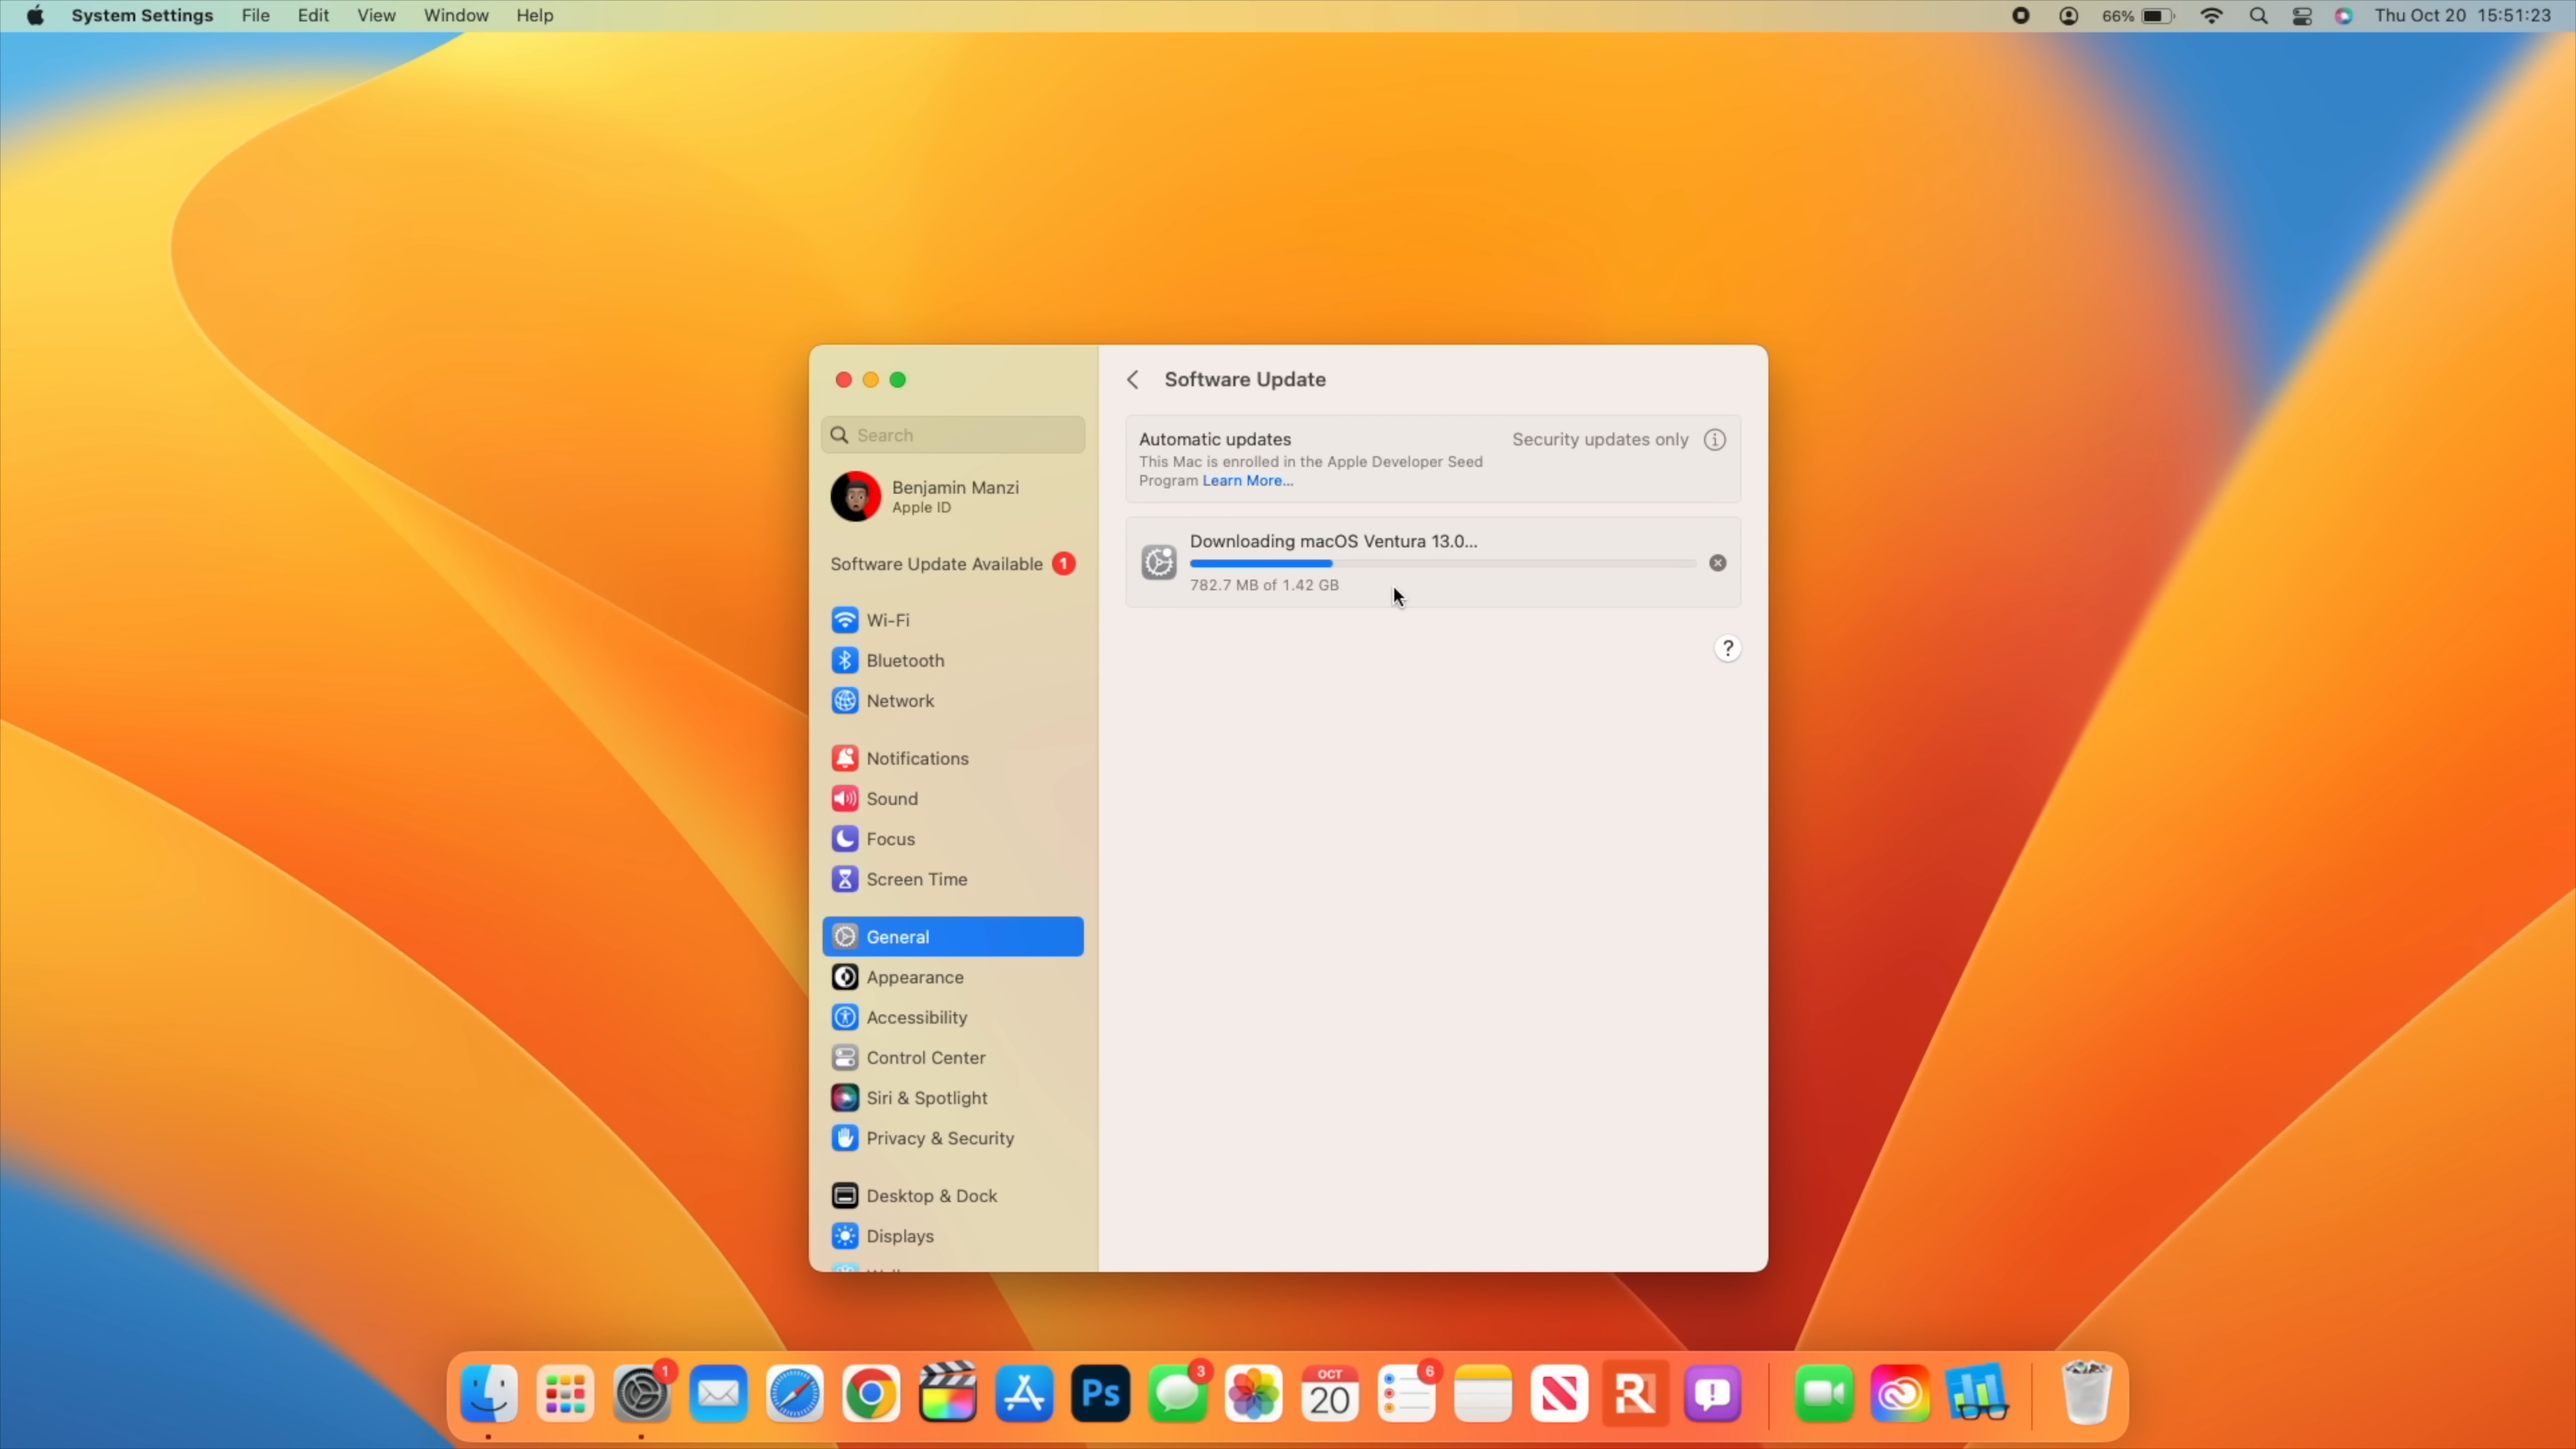 System Settings File Edit View Window Help 66% Thu Oct 20 15:51:23
Software Update
Search
Automatic updates Security updates only
This Mac is enrolled in the Apple Developer Seed
Program Learn More...
Benjamin Manzi
Apple ID
Software Update Available 1
Downloading macOS Ventura 13.0...
782.7 MB of 1.42 GB
?
Wi-Fi
Bluetooth
Network
Notifications
Sound
Focus
Screen Time
General
Appearance
Accessibility
Control Center
Siri & Spotlight
Privacy & Security
Desktop & Dock
Displays
1 Ps 3 OCT 20 6